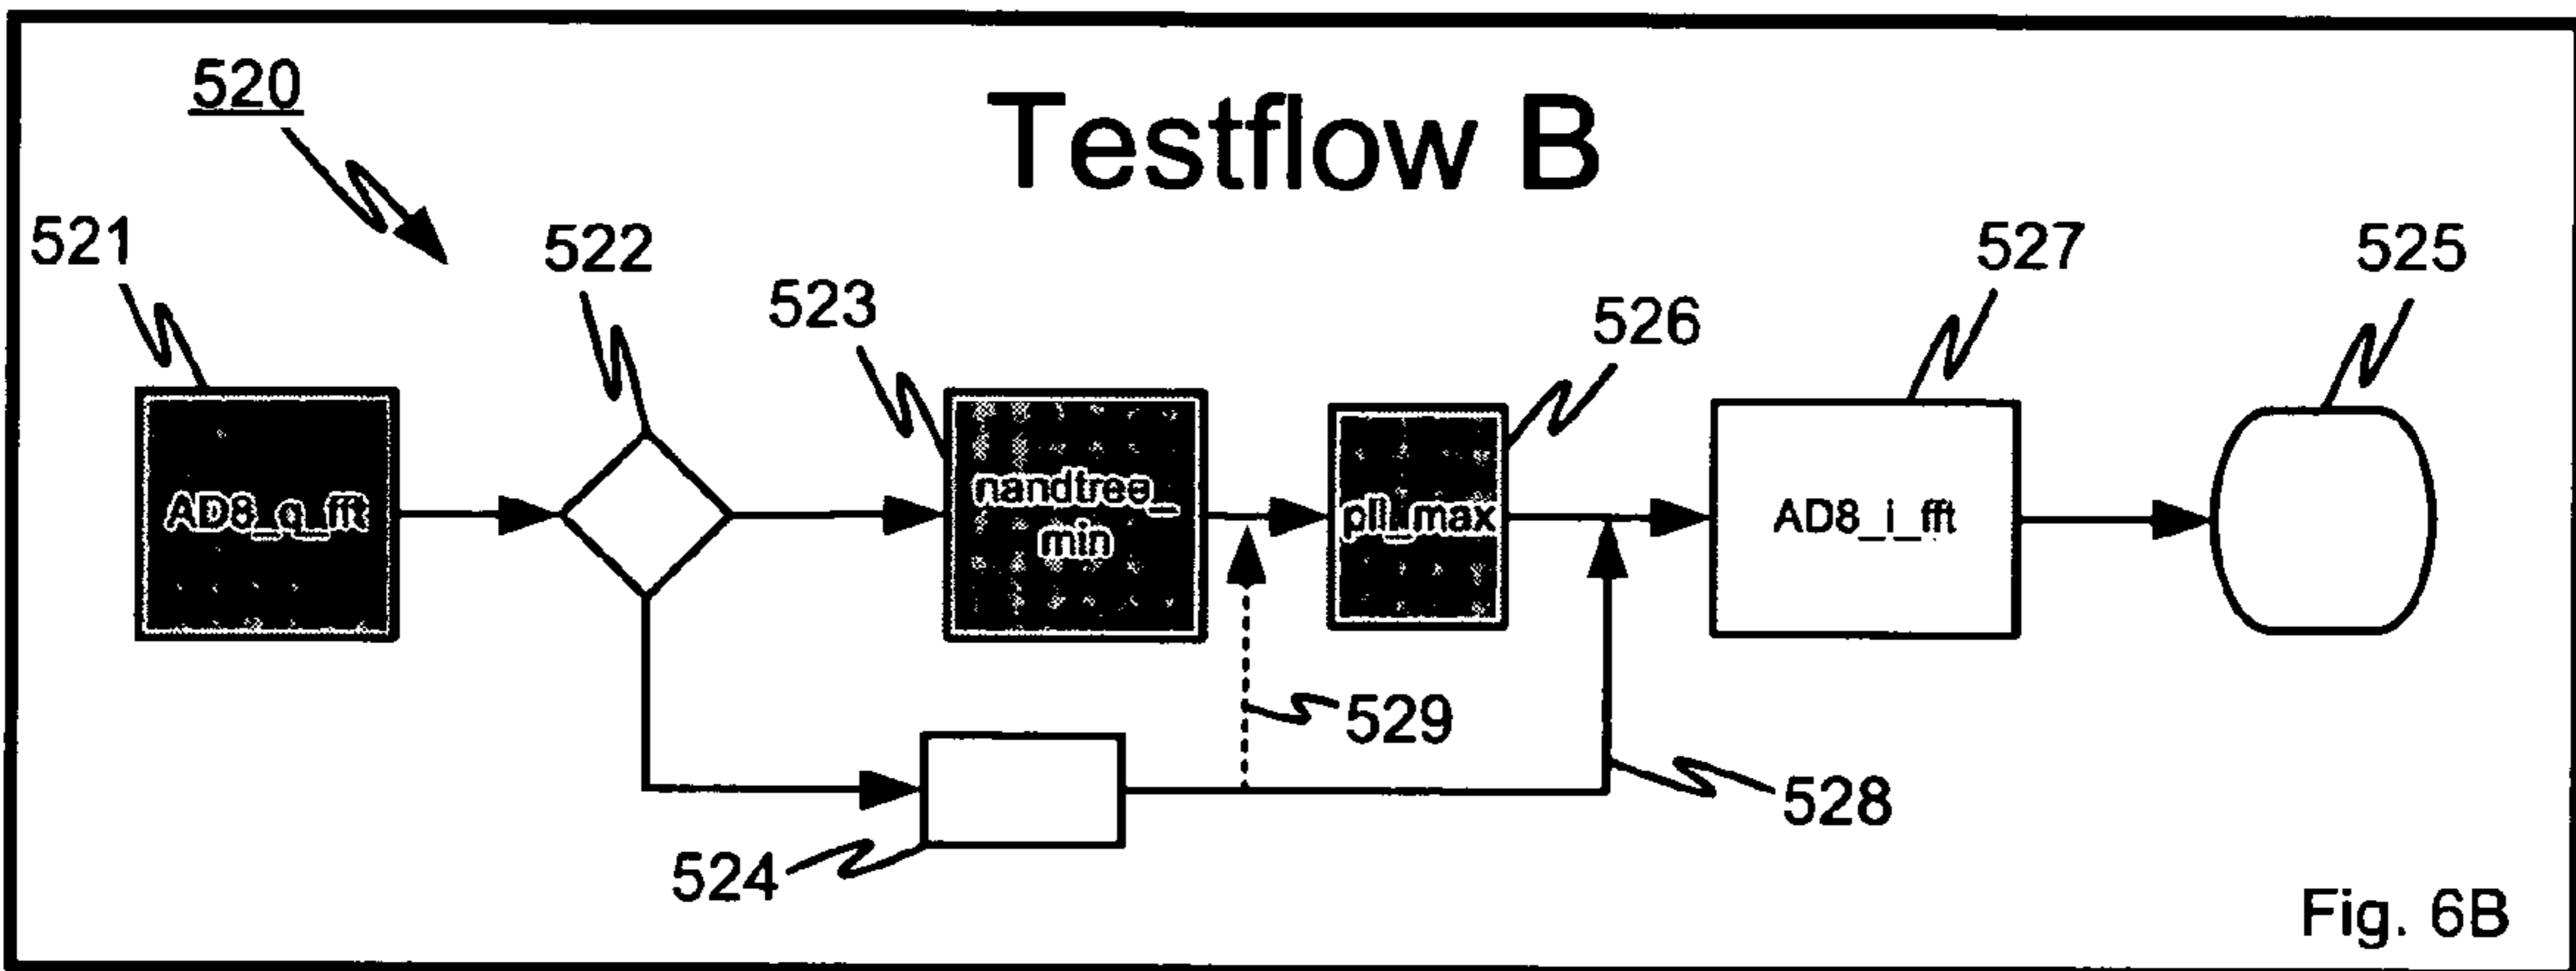 520
Testflow B
521
522
523
526
527
525
AD8_q_fft
nandtree_
min
pll_max
AD8_i_fft
529
528
524
Fig. 6B